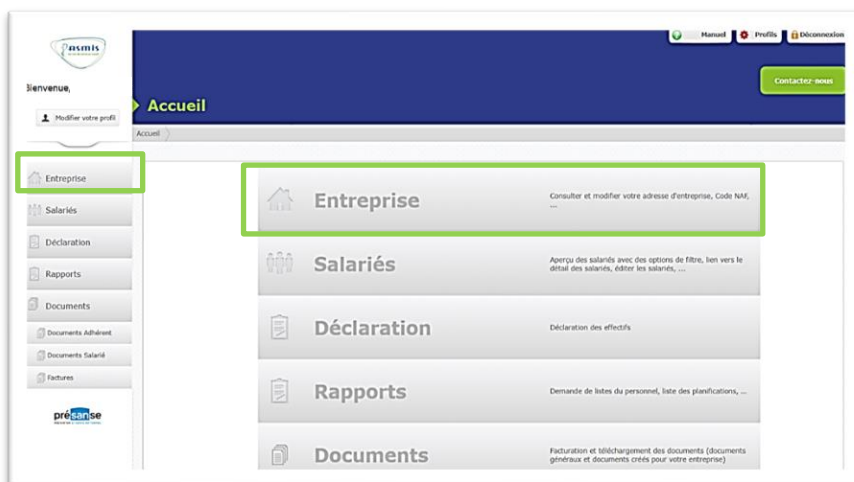 asmis
Manuel
Profils
Déconnexion
Bienvenue,
Contactez-nous
Modifier votre profil
Accueil
Accueil
Entreprise
Salariés
Déclaration
Rapports
Documents
Documents Adhérent
Documents Salarié
Factures
présanse
Entreprise
Consulter et modifier votre adresse d'entreprise, Code NAF,
...
Salariés
Aperçu des salariés avec des options de filtre, lien vers le
détail des salariés, éditer les salariés, ...
Déclaration
Déclaration des effectifs
Rapports
Demande de listes du personnel, liste des planifications, ...
Documents
Facturation et téléchargement des documents (documents
généraux et documents créés pour votre entreprise)